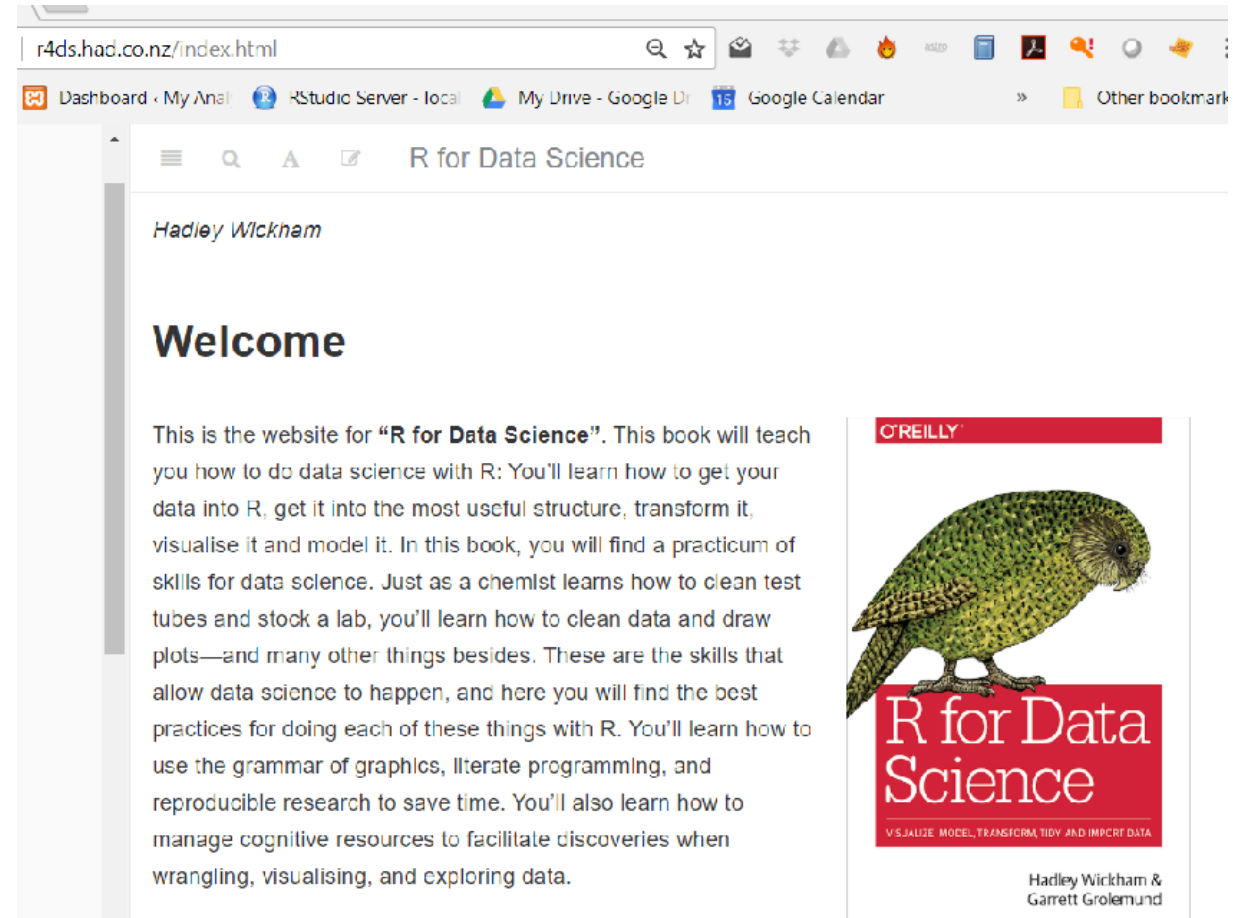 r4ds.had.co.nz/index.html
astro
Dashboard ‹ My Anal
RStudio Server - local
My Drive - Google Dr
15
Google Calendar
»
Other bookmark
A
R for Data Science
Hadley Wickham
Welcome
This is the website for “R for Data Science”. This book will teach
you how to do data science with R: You’ll learn how to get your
data into R, get it into the most useful structure, transform it,
visualise it and model it. In this book, you will find a practicum of
skills for data science. Just as a chemist learns how to clean test
tubes and stock a lab, you’ll learn how to clean data and draw
plots—and many other things besides. These are the skills that
allow data science to happen, and here you will find the best
practices for doing each of these things with R. You’ll learn how to
use the grammar of graphics, literate programming, and
reproducible research to save time. You’ll also learn how to
manage cognitive resources to facilitate discoveries when
wrangling, visualising, and exploring data.
O'REILLY
R for Data
Science
VISUALIZE, MODEL, TRANSFORM, TIDY, AND IMPORT DATA
Hadley Wickham &
Garrett Grolemund